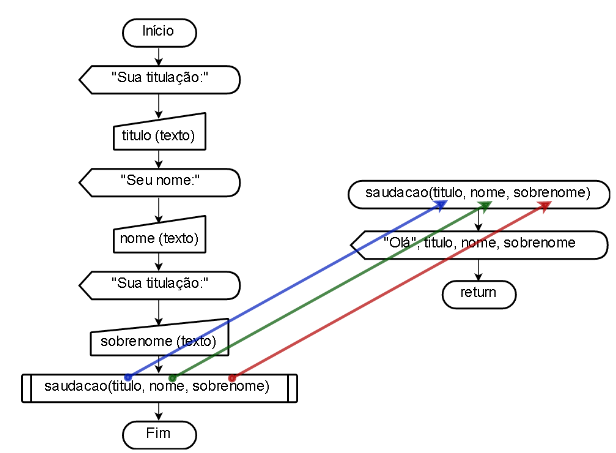 Início
"Sua titulação:"
titulo (texto)
"Seu nome:"
nome (texto)
"Sua titulação:"
sobrenome (texto)
saudacao(titulo, nome, sobrenome)
Fim
saudacao(titulo, nome, sobrenome)
"Olá", titulo, nome, sobrenome
return